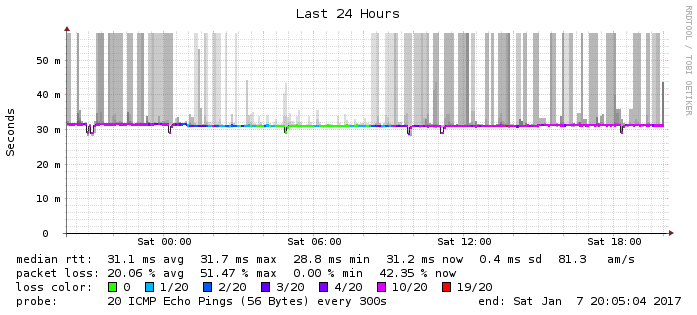 Last 24 Hours
RRDTOOL / TOBI OETIKER
Seconds
50 m
40 m
30 m
20 m
10 m
0
Sat 00:00 Sat 06:00 Sat 12:00 Sat 18:00
median rtt: 31.1 ms avg 31.7 ms max 28.8 ms min 31.2 ms now 0.4 ms sd 81.3 am/s
packet loss: 20.06 % avg 51.47 % max 0.00 % min 42.35 % now
loss color: 0 1/20 2/20 3/20 4/20 10/20 19/20
probe: 20 ICMP Echo Pings (56 Bytes) every 300s end: Sat Jan 7 20:05:04 2017